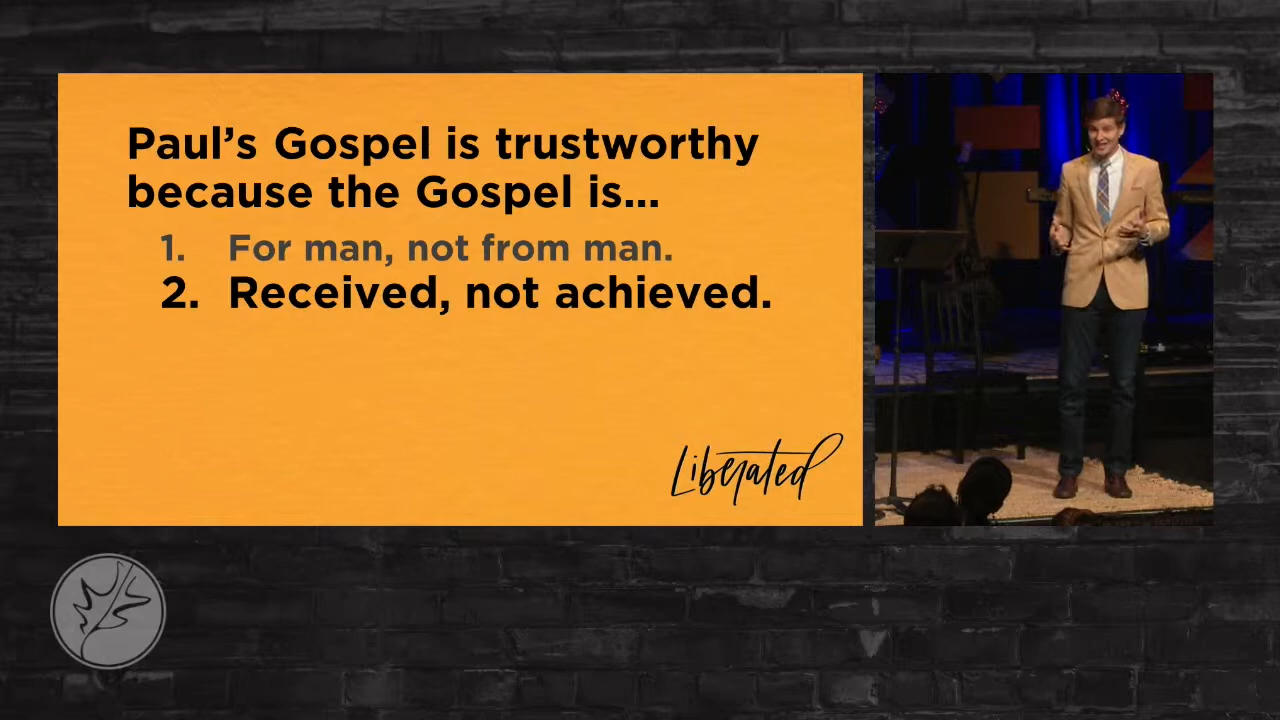 Paul’s Gospel is trustworthy
because the Gospel is...
1. For man, not from man.
2. Received, not achieved.
Liberated